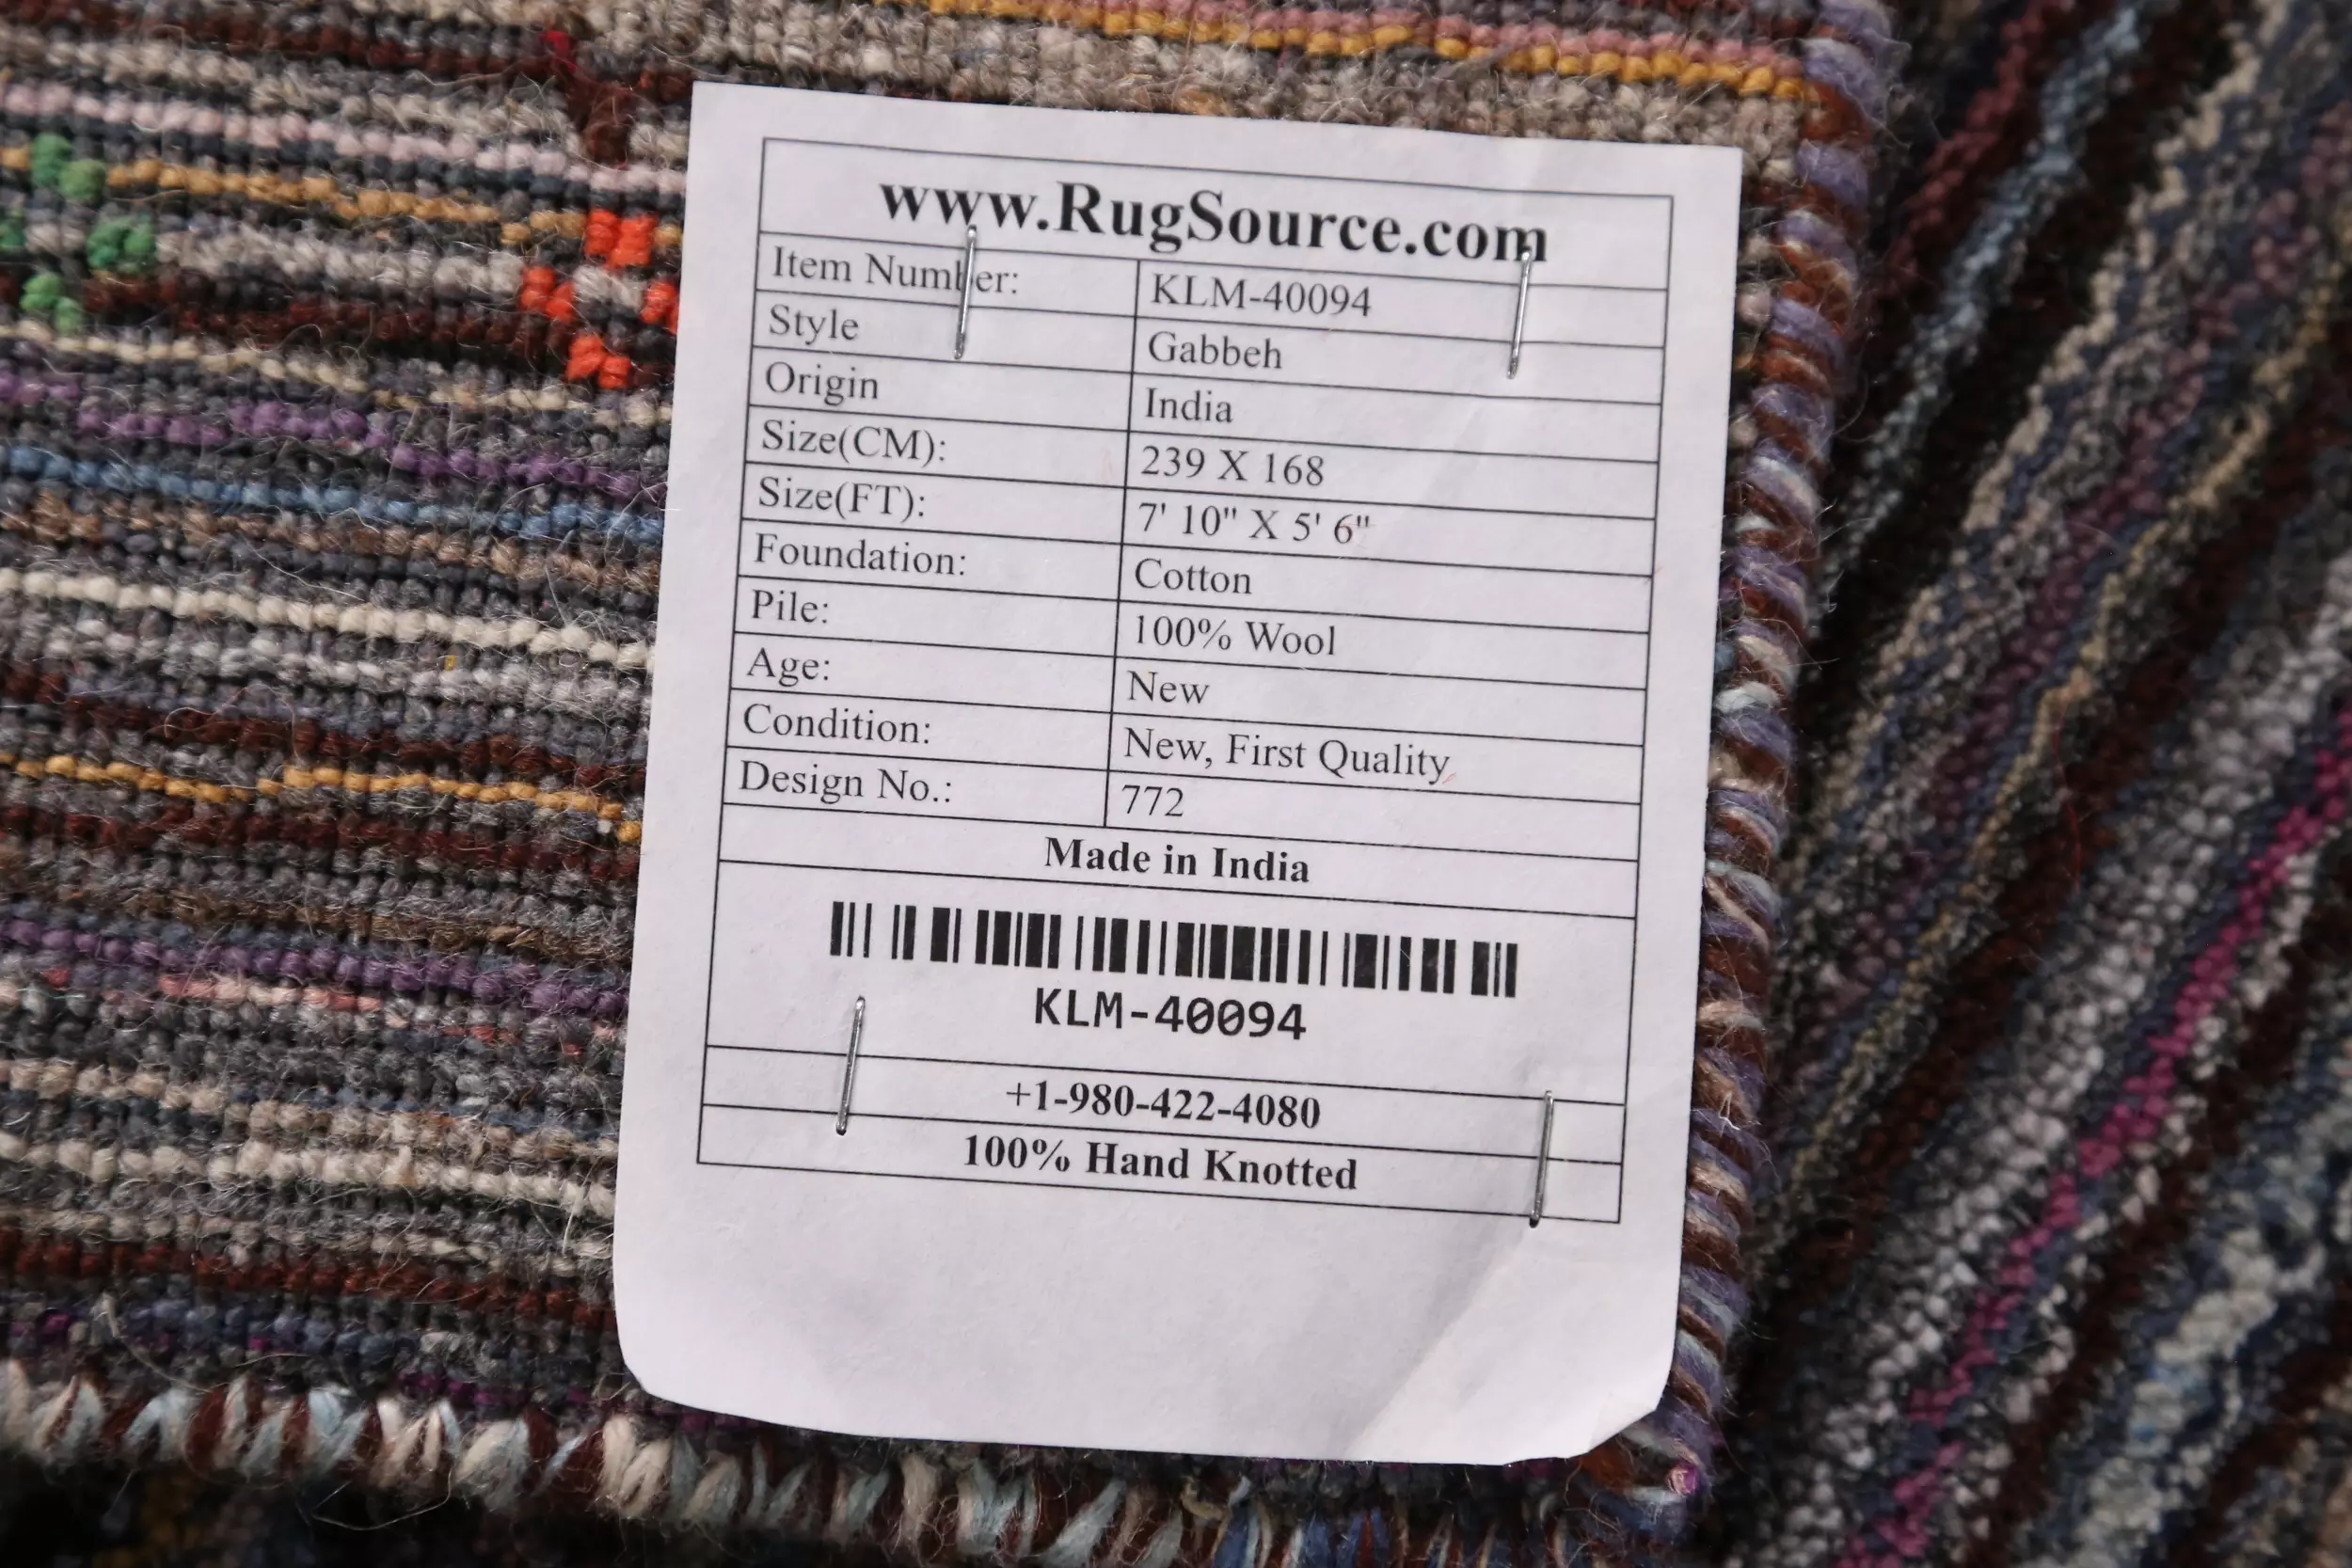 www.RugSource.com
Item Number: KLM-40094
Style Gabbeh
Origin India
Size(CM): 239 X 168
Size(FT): 7' 10" X 5' 6"
Foundation: Cotton
Pile: 100% Wool
Age: New
Condition: New, First Quality
Design No.: 772
Made in India
KLM-40094
+1-980-422-4080
100% Hand Knotted